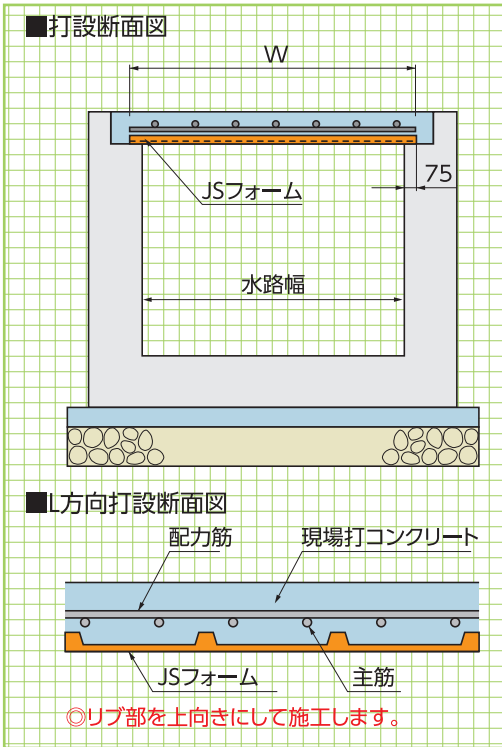 ■打設断面図
W
75
JSフォーム
水路幅
■L方向打設断面図
配力筋
現場打コンクリート
JSフォーム
主筋
◎リブ部を上向きにして施工します。